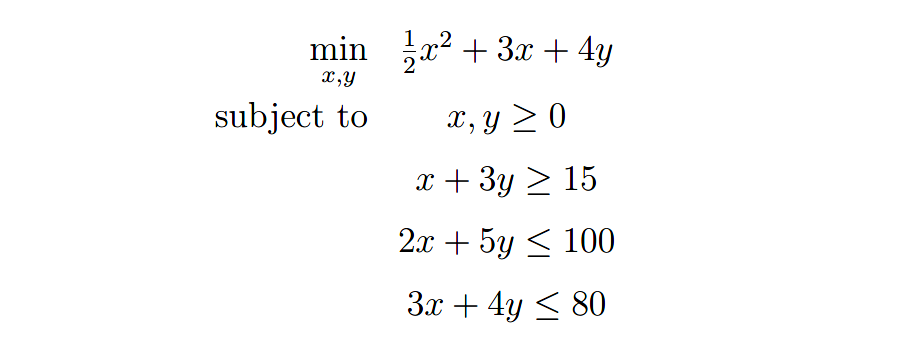 min x,y ½x² + 3x + 4y
subject to x, y ≥ 0
x + 3y ≥ 15
2x + 5y ≤ 100
3x + 4y ≤ 80